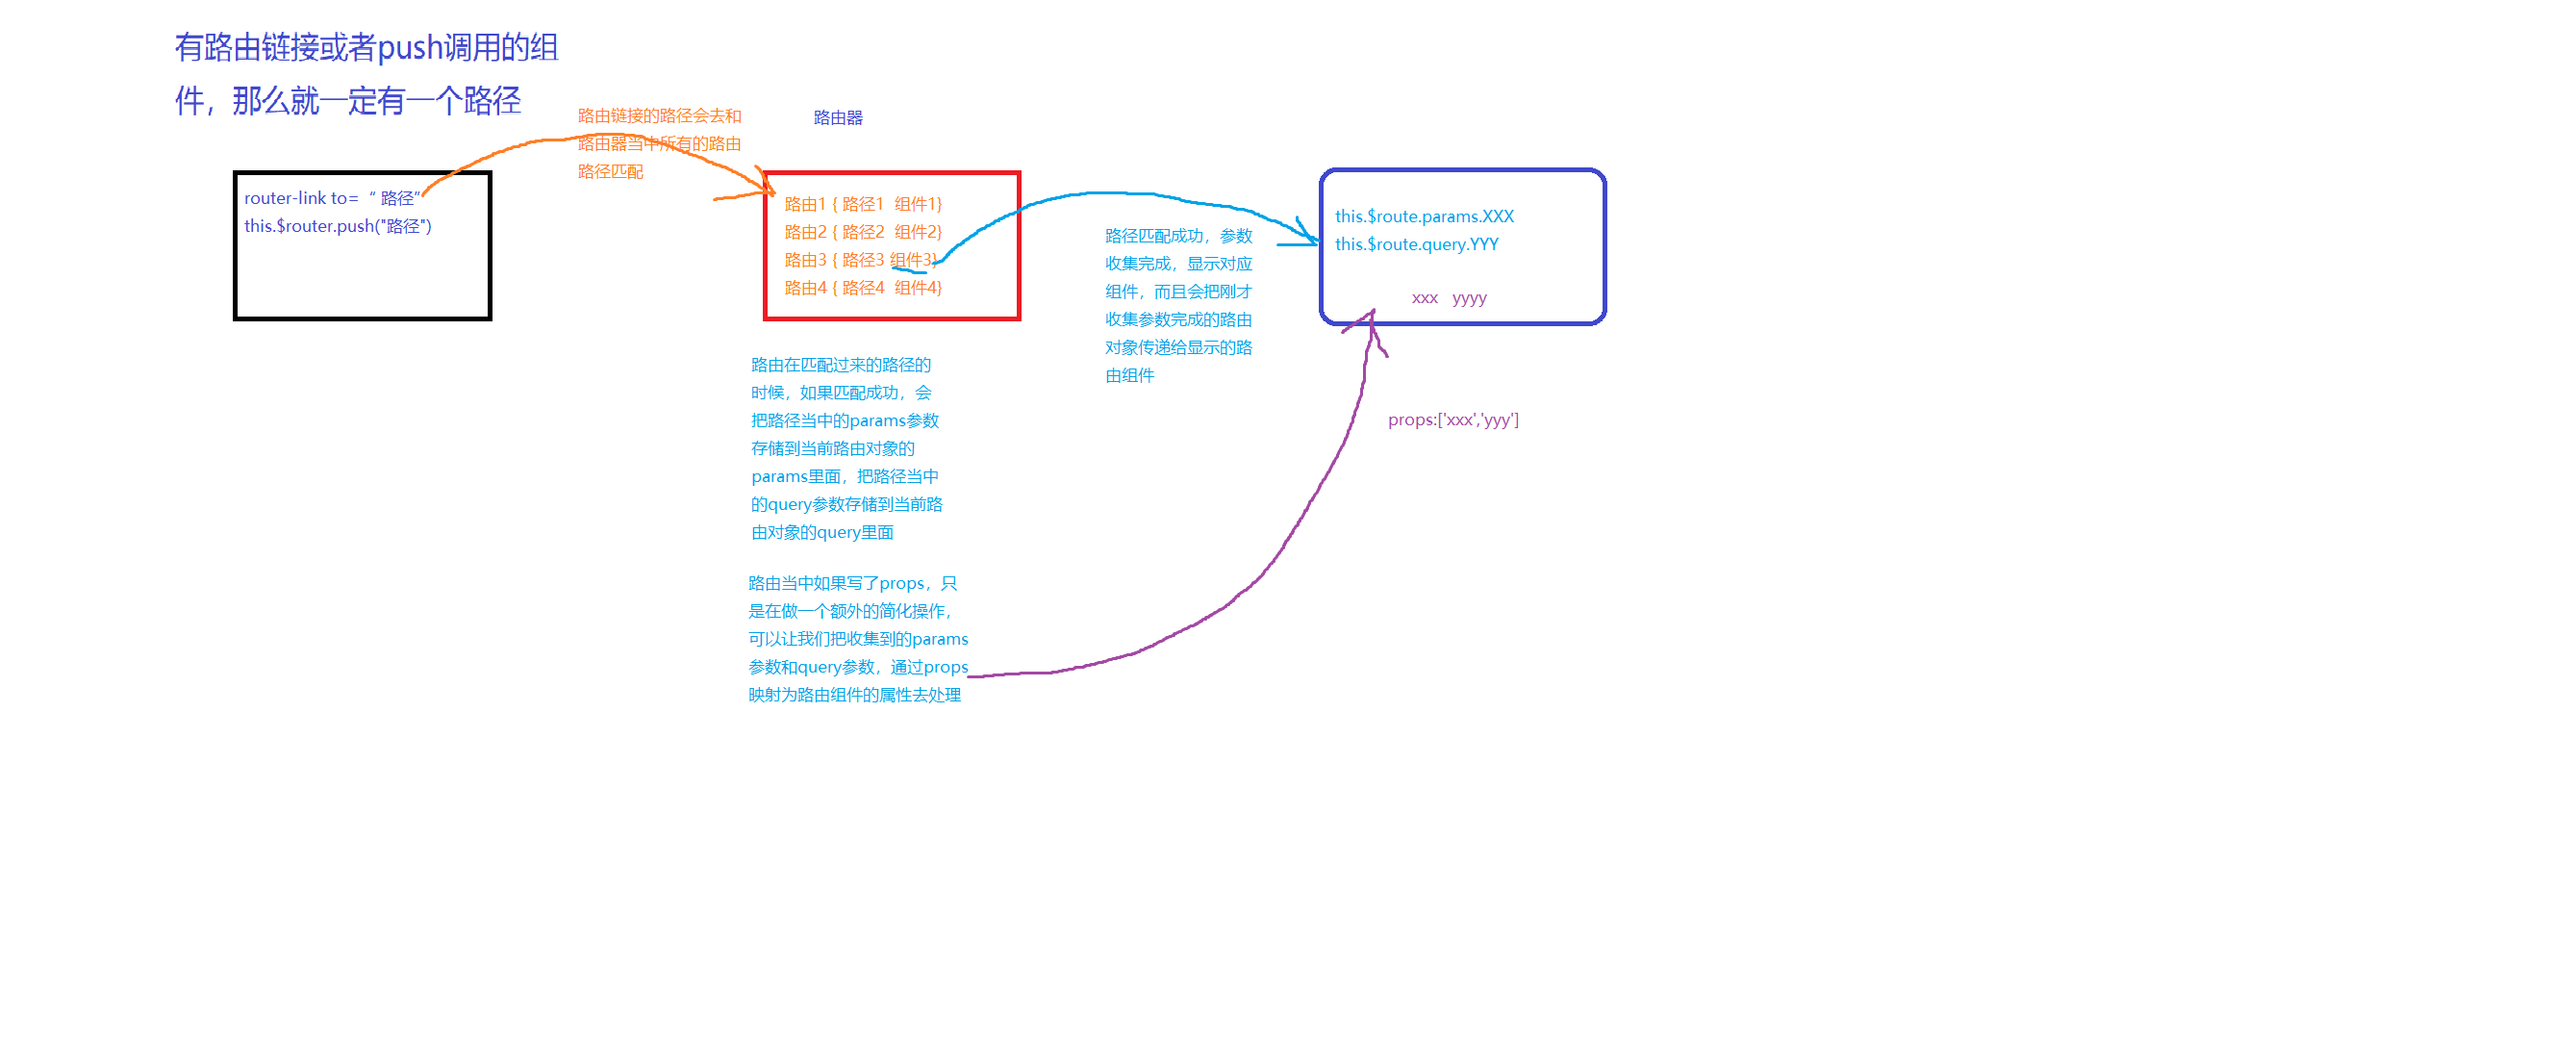 有路由链接或者push调用的组
件，那么就一定有一个路径
路由链接的路径会去和
路由器当中所有的路由
路径匹配
路由器
router-link to= “ 路径”
this.$router.push("路径")
路由1 { 路径1  组件1}
路由2 { 路径2  组件2}
路由3 { 路径3 组件3}
路由4 { 路径4  组件4}
路径匹配成功，参数
收集完成，显示对应
组件，而且会把刚才
收集参数完成的路由
对象传递给显示的路
由组件
this.$route.params.XXX
this.$route.query.YYY
xxx   yyyy
props:['xxx','yyy']
路由在匹配过来的路径的
时候，如果匹配成功，会
把路径当中的params参数
存储到当前路由对象的
params里面，把路径当中
的query参数存储到当前路
由对象的query里面
路由当中如果写了props，只
是在做一个额外的简化操作，
可以让我们把收集到的params
参数和query参数，通过props
映射为路由组件的属性去处理